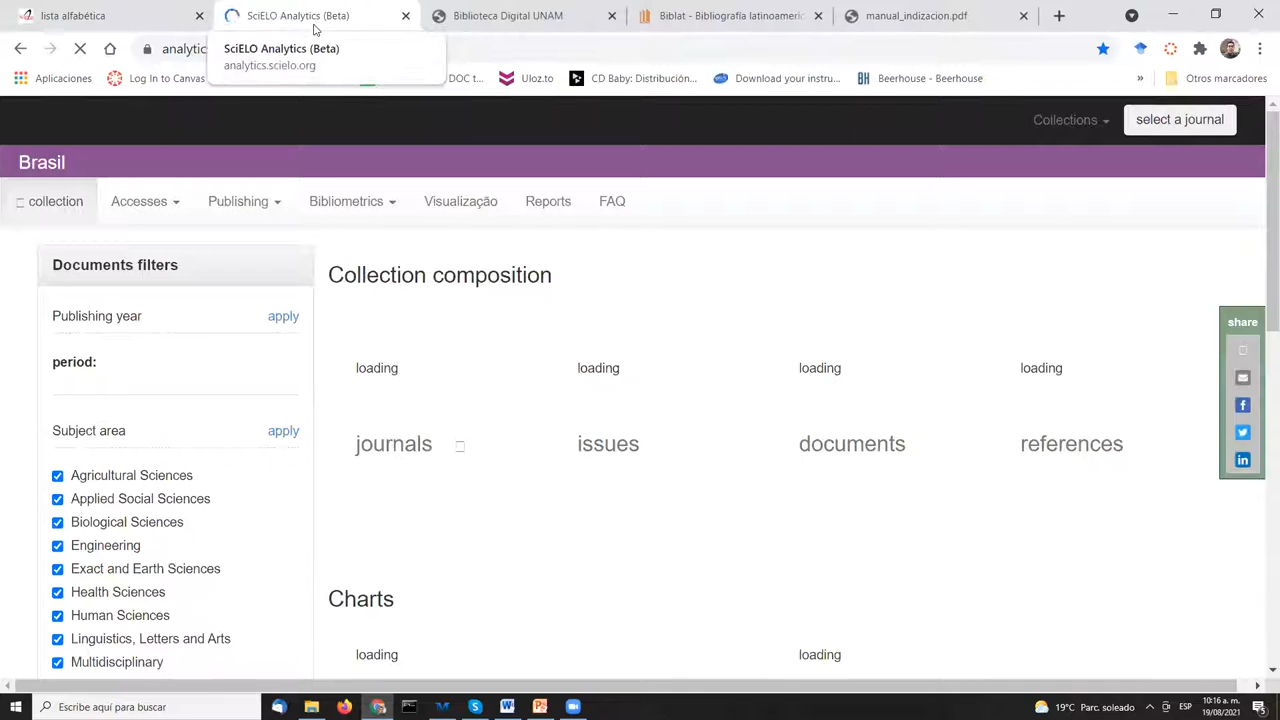 lista alfabética
SciELO Analytics (Beta)
Biblioteca Digital UNAM
Biblat - Bibliografía latinoameric
manual_indizacion.pdf
SciELO Analytics (Beta)
analytics.scielo.org
analytic
Aplicaciones
Log In to Canvas
DOC t...
Uloz.to
CD Baby: Distribución...
Download your instru...
BH
Beerhouse - Beerhouse
»
Otros marcadores
Collections
select a journal
Brasil
collection
Accesses
Publishing
Bibliometrics
Visualização
Reports
FAQ
Documents filters
Publishing year
apply
period:
Subject area
apply
Agricultural Sciences
Applied Social Sciences
Biological Sciences
Engineering
Exact and Earth Sciences
Health Sciences
Human Sciences
Linguistics, Letters and Arts
Multidisciplinary
Collection composition
loading
loading
loading
loading
journals
issues
documents
references
Charts
loading
loading
share
Escribe aquí para buscar
19°C Parc. soleado
ESP
10:16 a. m.
19/08/2021